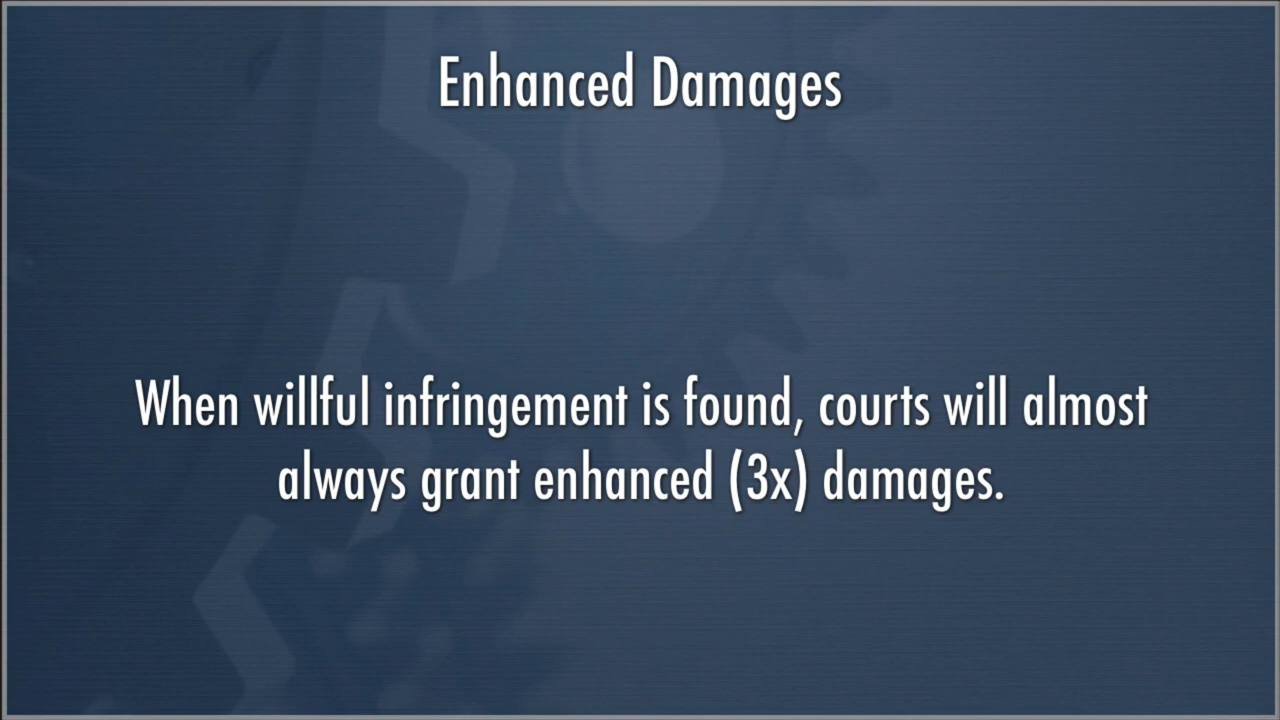 Enhanced Damages
When willful infringement is found, courts will almost
always grant enhanced (3x) damages.